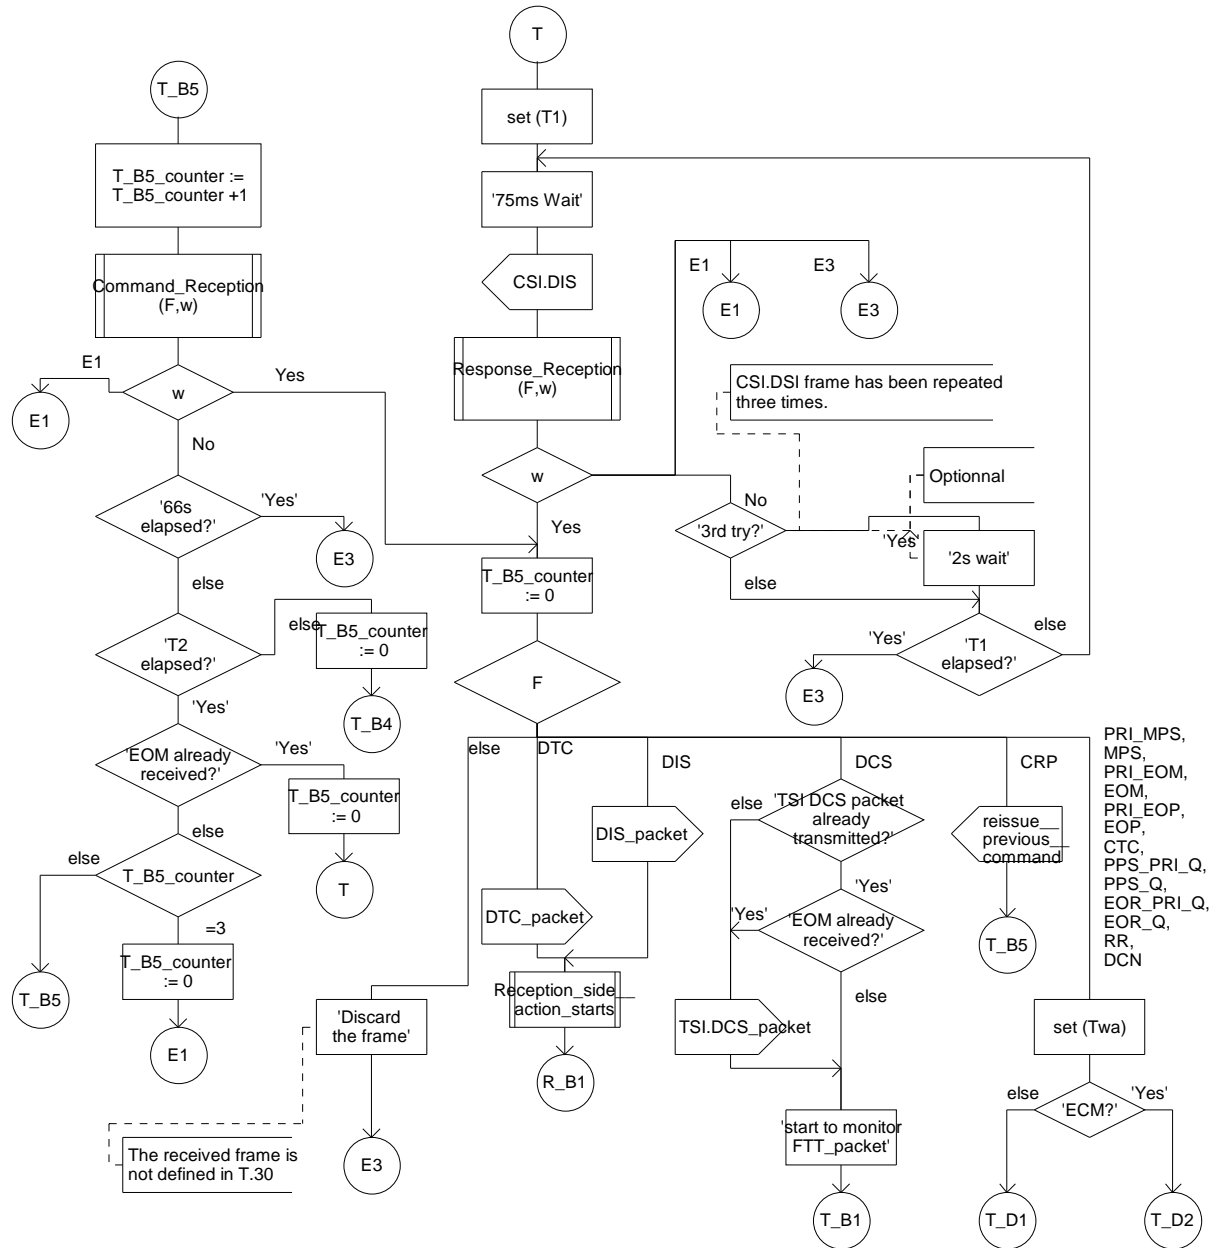 T
T_B5
set (T1)
T_B5_counter :=
T_B5_counter +1
'75ms Wait'
Command_Reception
(F,w)
CSI.DIS
E1
E3
E1
E3
Response_Reception
(F,w)
E1
w
Yes
E1
CSI.DSI frame has been repeated
three times.
No
w
Optionnal
No
Yes
'66s
elapsed?'
'Yes'
E3
'3rd try?'
'Yes'
'2s wait'
else
T_B5_counter
:= 0
else
'T2
elapsed?'
else
T_B5_counter
:= 0
F
'Yes'
'T1
elapsed?'
else
E3
'Yes'
T_B4
'EOM already
received?'
'Yes'
T_B5_counter
:= 0
else
DTC
DIS
DCS
CRP
PRI_MPS,
MPS,
PRI_EOM,
EOM,
PRI_EOP,
EOP,
CTC,
PPS_PRI_Q,
PPS_Q,
EOR_PRI_Q,
EOR_Q,
RR,
DCN
else
'TSI DCS packet
already
transmitted?'
DIS_packet
reissue__
previous__
command
else
else
T_B5_counter
T
'Yes'
DTC_packet
'Yes'
'EOM already
received?'
T_B5
=3
T_B5_counter
:= 0
T_B5
Reception_side__
action_starts
else
'Discard
the frame'
TSI.DCS_packet
set (Twa)
E1
R_B1
else
'ECM?'
'Yes'
'start to monitor
FTT_packet'
The received frame is
not defined in T.30
E3
T_B1
T_D1
T_D2